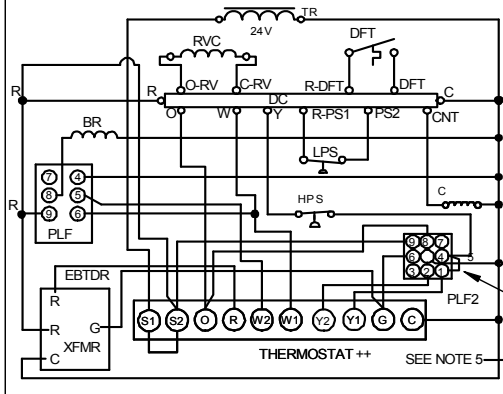 TR
24V
RVC
DFT
O-RV
C-RV
R-DFT
DFT
R
R
C
DC
O
W
Y
R-PS1
PS2
CNT
BR
LPS
C
7
4
8
5
9
6
R
PLF
HPS
9
8
7
6
4
5
3
2
1
PLF2
EBTDR
R
R
G
XFMR
C
S1
S2
O
R
W2
W1
Y2
Y1
G
C
THERMOSTAT ++
SEE NOTE 5